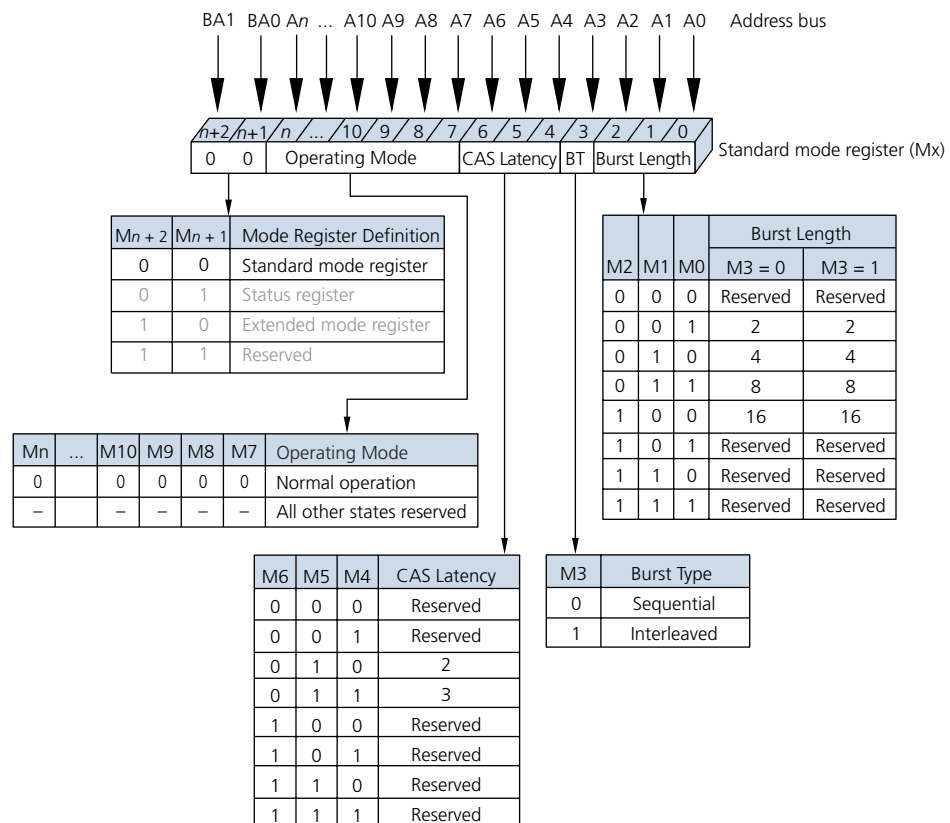 BA1 BA0 An ... A10 A9 A8 A7 A6 A5 A4 A3 A2 A1 A0 Address bus
n+2 n+1 n ... 10 9 8 7 6 5 4 3 2 1 0
0 0 Operating Mode CAS Latency BT Burst Length Standard mode register (Mx)
Mn + 2 Mn + 1 Mode Register Definition
0 0 Standard mode register
0 1 Status register
1 0 Extended mode register
1 1 Reserved
M2 M1 M0 Burst Length
M3 = 0 M3 = 1
0 0 0 Reserved Reserved
0 0 1 2 2
0 1 0 4 4
0 1 1 8 8
1 0 0 16 16
1 0 1 Reserved Reserved
1 1 0 Reserved Reserved
1 1 1 Reserved Reserved
Mn ... M10 M9 M8 M7 Operating Mode
0 0 0 0 0 Normal operation
– – – – – All other states reserved
M6 M5 M4 CAS Latency
0 0 0 Reserved
0 0 1 Reserved
0 1 0 2
0 1 1 3
1 0 0 Reserved
1 0 1 Reserved
1 1 0 Reserved
1 1 1 Reserved
M3 Burst Type
0 Sequential
1 Interleaved